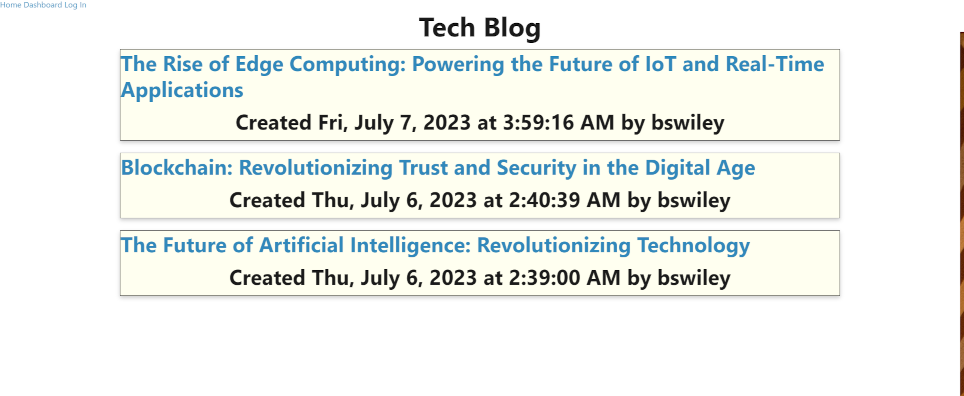 Home Dashboard Log In
Tech Blog
The Rise of Edge Computing: Powering the Future of IoT and Real-Time
Applications
Created Fri, July 7, 2023 at 3:59:16 AM by bswiley
Blockchain: Revolutionizing Trust and Security in the Digital Age
Created Thu, July 6, 2023 at 2:40:39 AM by bswiley
The Future of Artificial Intelligence: Revolutionizing Technology
Created Thu, July 6, 2023 at 2:39:00 AM by bswiley